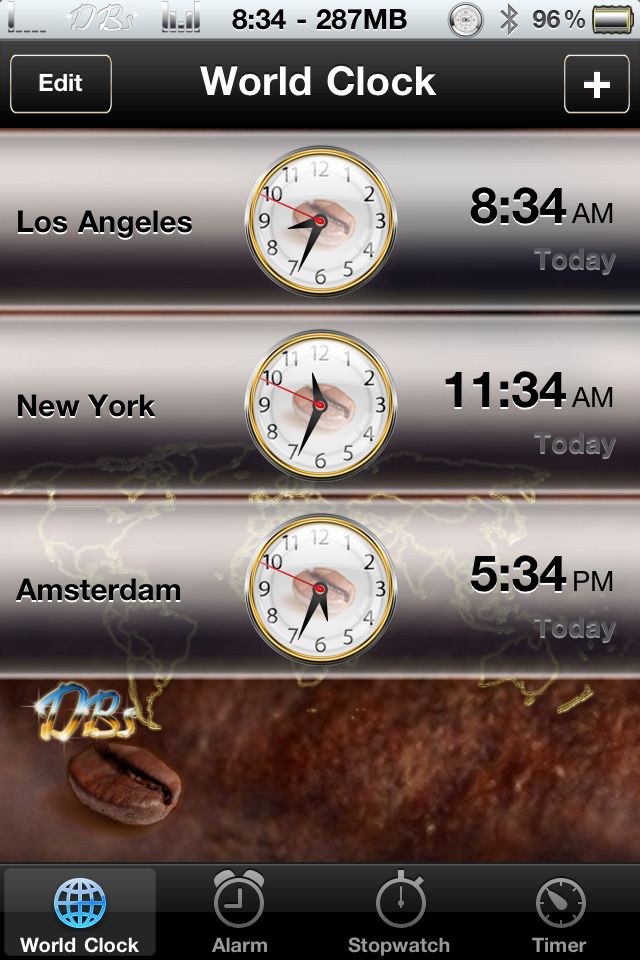 DBs 8:34 - 287MB 96%
Edit World Clock +
Los Angeles 8:34 AM
Today
12 1 2 3 4 5 6 7 8 9 10 11
New York 11:34 AM
Today
12 1 2 3 4 5 6 7 8 9 10 11
Amsterdam 5:34 PM
Today
12 1 2 3 4 5 6 7 8 9 10 11
DBs
World Clock Alarm Stopwatch Timer